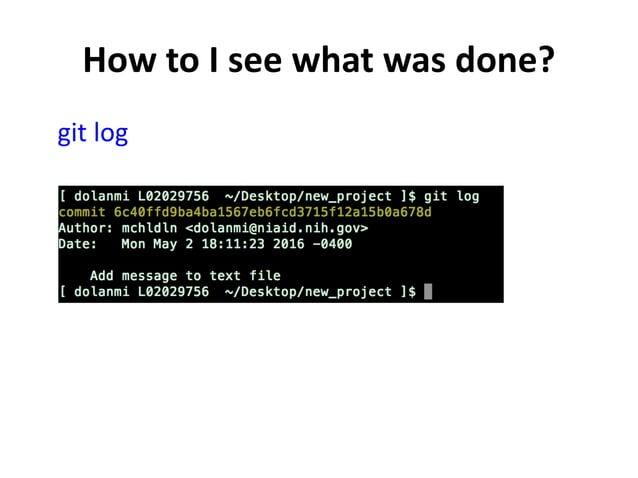 How to I see what was done?
git log
[ dolanmi L02029756  ~/Desktop/new_project ]$ git log
commit 6c40ffd9ba4ba1567eb6fcd3715f12a15b0a678d
Author: mchldln <dolanmi@niaid.nih.gov>
Date:   Mon May 2 18:11:23 2016 -0400
Add message to text file
[ dolanmi L02029756  ~/Desktop/new_project ]$